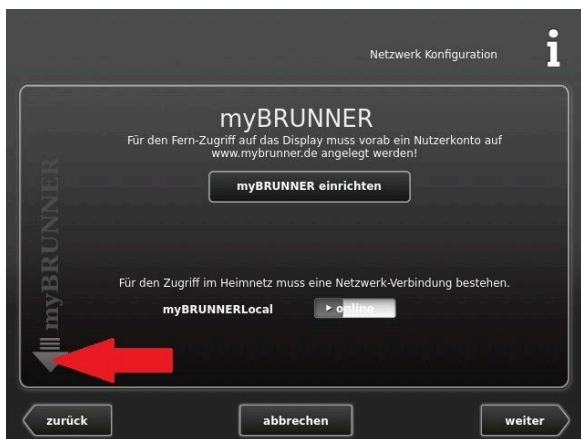 Netzwerk Konfiguration
i
myBRUNNER
Für den Fern-Zugriff auf das Display muss vorab ein Nutzerkonto auf
www.mybrunner.de angelegt werden!
myBRUNNER einrichten
myBRUNNER
Für den Zugriff im Heimnetz muss eine Netzwerk-Verbindung bestehen.
myBRUNNERLocal
online
zurück
abbrechen
weiter